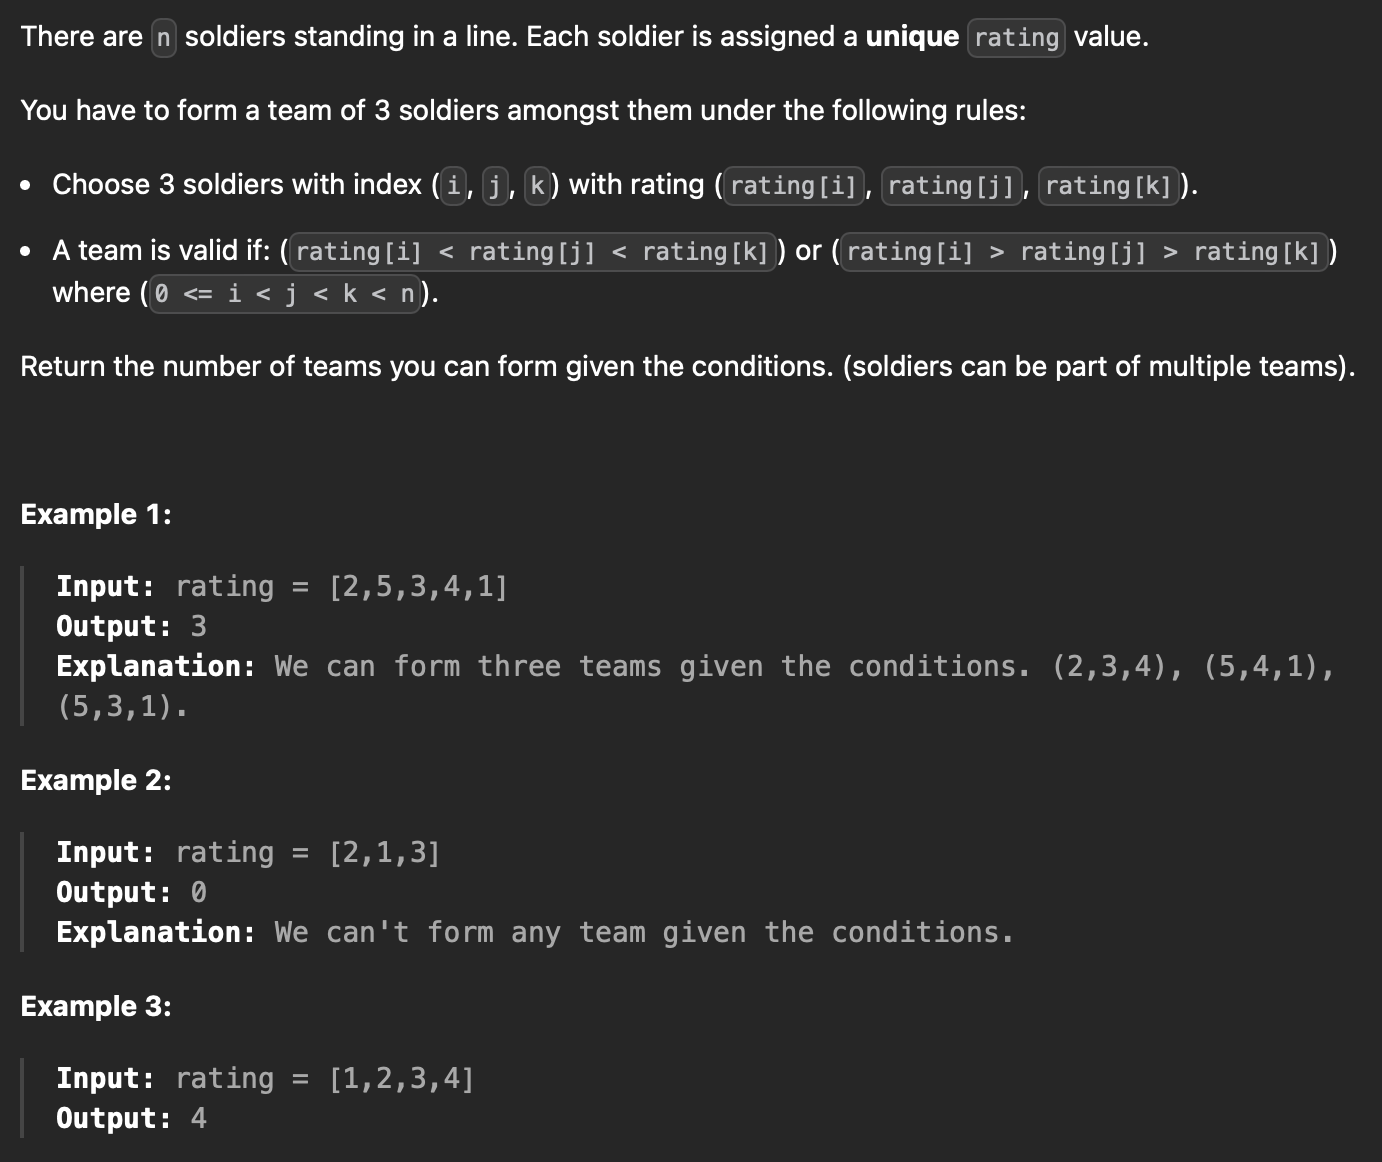 There are n soldiers standing in a line. Each soldier is assigned a unique rating value.
You have to form a team of 3 soldiers amongst them under the following rules:
• Choose 3 soldiers with index (i, j, k) with rating (rating[i], rating[j], rating[k]).
• A team is valid if: (rating[i] < rating[j] < rating[k]) or (rating[i] > rating[j] > rating[k])
where (0 <= i < j < k < n).
Return the number of teams you can form given the conditions. (soldiers can be part of multiple teams).
Example 1:
Input: rating = [2,5,3,4,1]
Output: 3
Explanation: We can form three teams given the conditions. (2,3,4), (5,4,1),
(5,3,1).
Example 2:
Input: rating = [2,1,3]
Output: 0
Explanation: We can't form any team given the conditions.
Example 3:
Input: rating = [1,2,3,4]
Output: 4